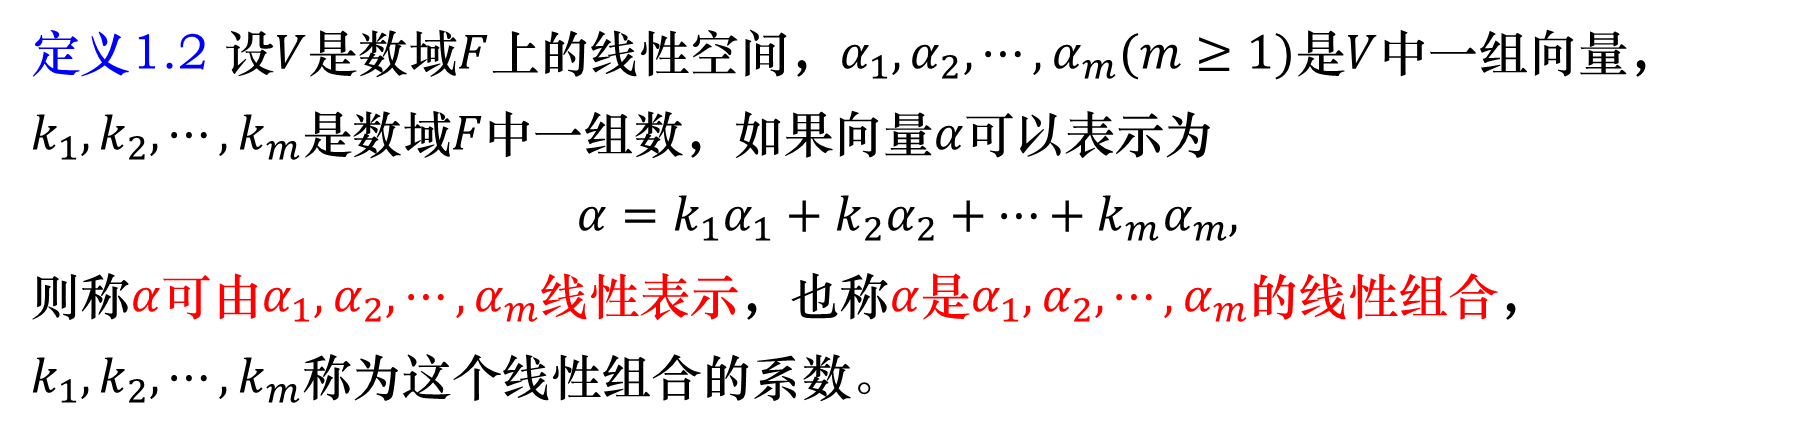 定义1.2 设V是数域F上的线性空间，α₁, α₂, ⋯ , αₘ(m ≥ 1)是V中一组向量，
k₁, k₂, ⋯ , kₘ是数域F中一组数，如果向量α可以表示为
α = k₁α₁ + k₂α₂ + ⋯ + kₘαₘ,
则称α可由α₁, α₂, ⋯ , αₘ线性表示，也称α是α₁, α₂, ⋯ , αₘ的线性组合，
k₁, k₂, ⋯ , kₘ称为这个线性组合的系数。